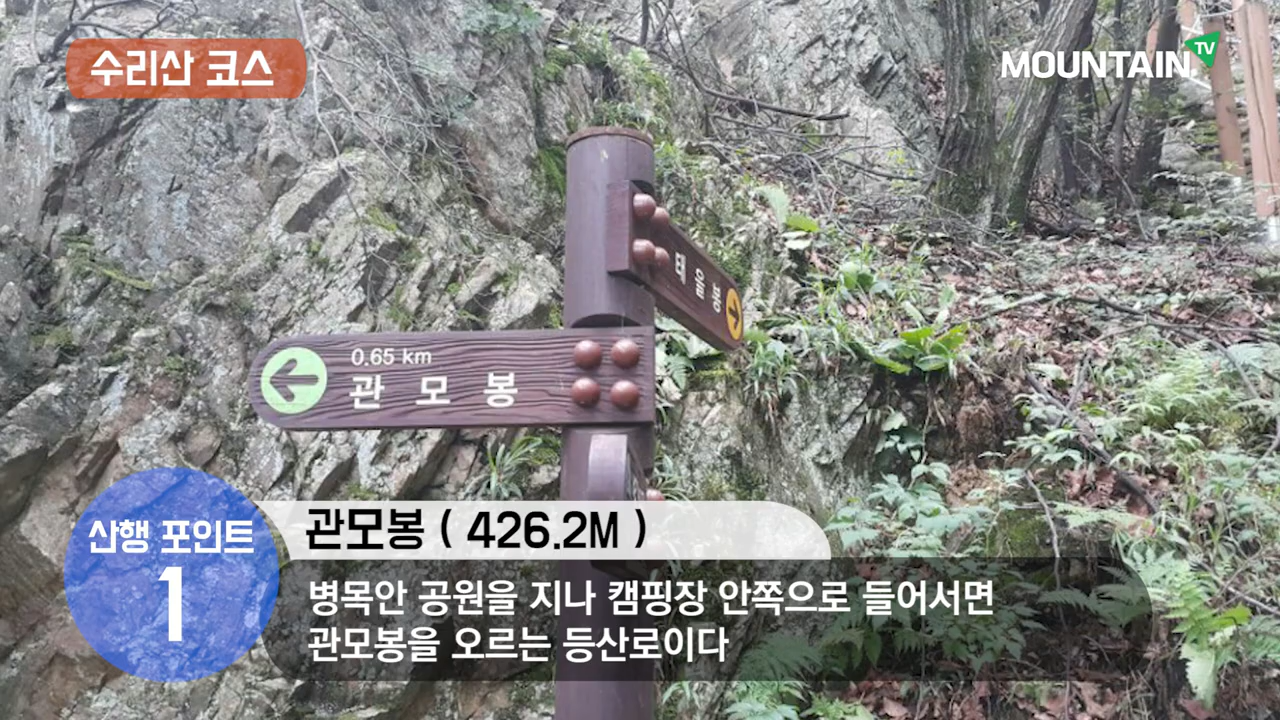 수리산 코스
MOUNTAIN.TV
태을봉
0.65 km
관모봉
산행 포인트
1
관모봉 ( 426.2M )
병목안 공원을 지나 캠핑장 안쪽으로 들어서면
관모봉을 오르는 등산로이다